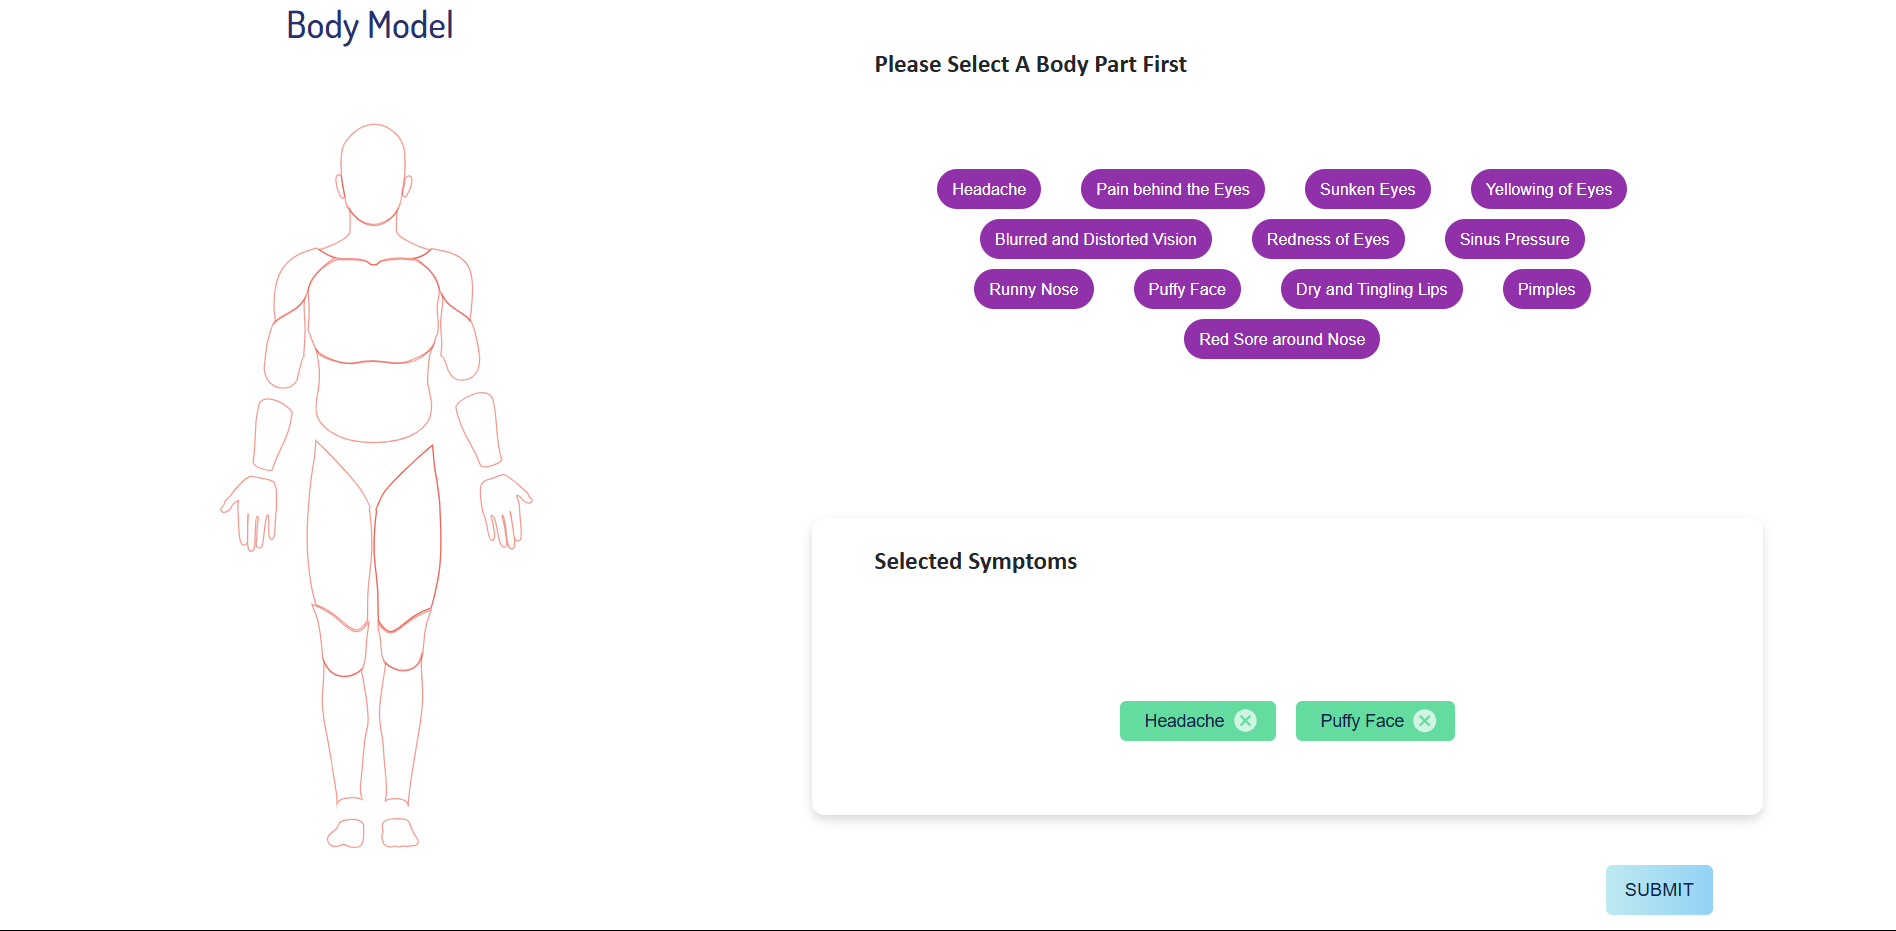 Body Model
Please Select A Body Part First
Headache Pain behind the Eyes Sunken Eyes Yellowing of Eyes
Blurred and Distorted Vision Redness of Eyes Sinus Pressure
Runny Nose Puffy Face Dry and Tingling Lips Pimples
Red Sore around Nose
Selected Symptoms
Headache Puffy Face
SUBMIT